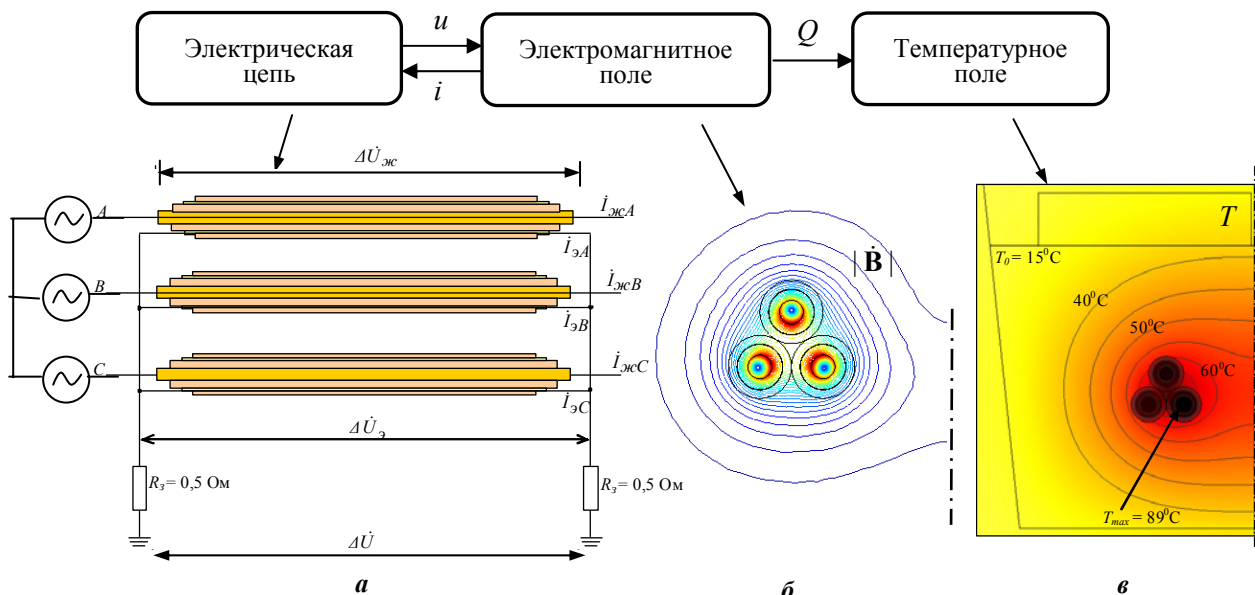 Электрическая
цепь
u
i̇
Электромагнитное
поле
Q
Температурное
поле
ΔU̇ж
A
İжA
İэA
B
İжB
İэB
C
İжC
İэC
ΔU̇э
Rз= 0,5 Ом
Rз= 0,5 Ом
ΔU̇
а
|Ḃ|
б
T
T0 = 15⁰C
40⁰C
50⁰C
60⁰C
Tmax = 89⁰C
в